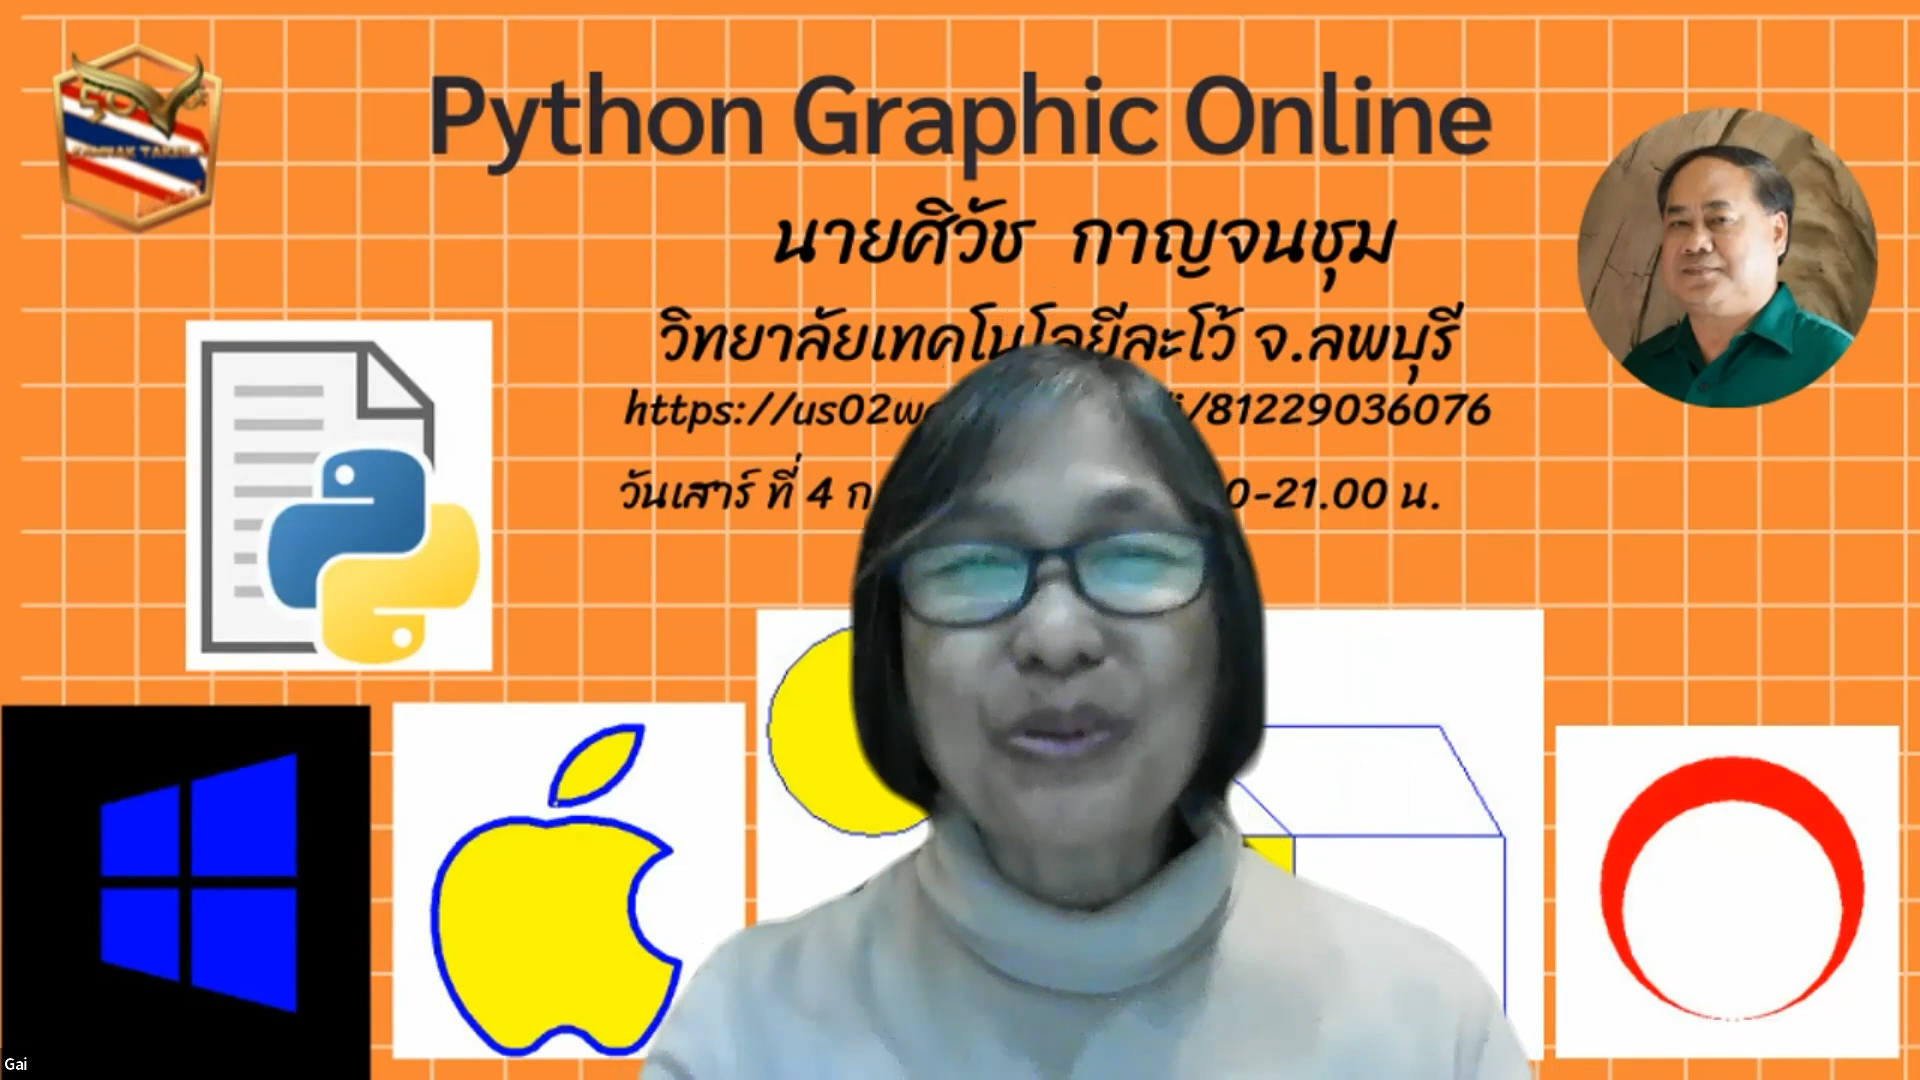 Python Graphic Online
นายศิวัช กาญจนชุม
วิทยาลัยเทคโนโลยีละโว้ จ.ลพบุรี
https://us02w /81229036076
วันเสาร์ ที่ 4 ก 0-21.00 น.
Gai